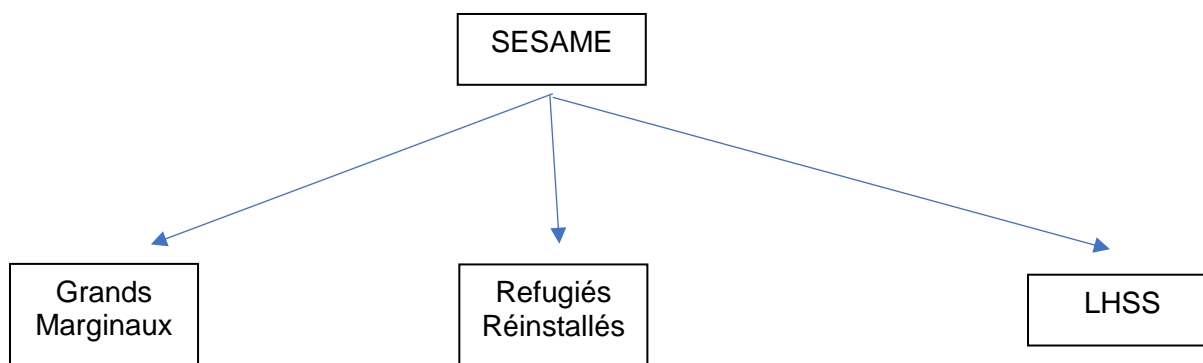 SESAME
Grands
Marginaux
Refugiés
Réinstallés
LHSS